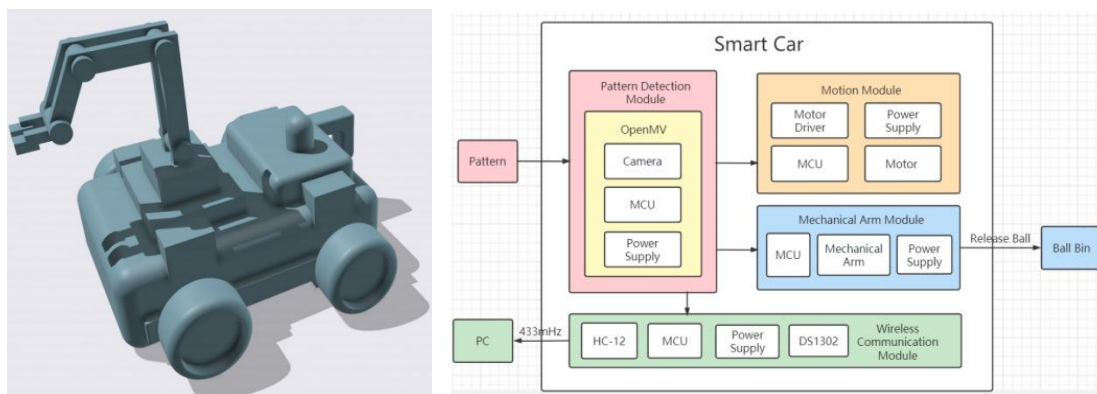 Smart Car
Pattern Detection
Module
OpenMV
Camera
MCU
Power
Supply
Motion Module
Motor
Driver
Power
Supply
MCU
Motor
Pattern
Mechanical Arm Module
MCU
Mechanical
Arm
Power
Supply
Release Ball
Ball Bin
PC
433mHz
HC-12
MCU
Power
Supply
DS1302
Wireless
Communication
Module